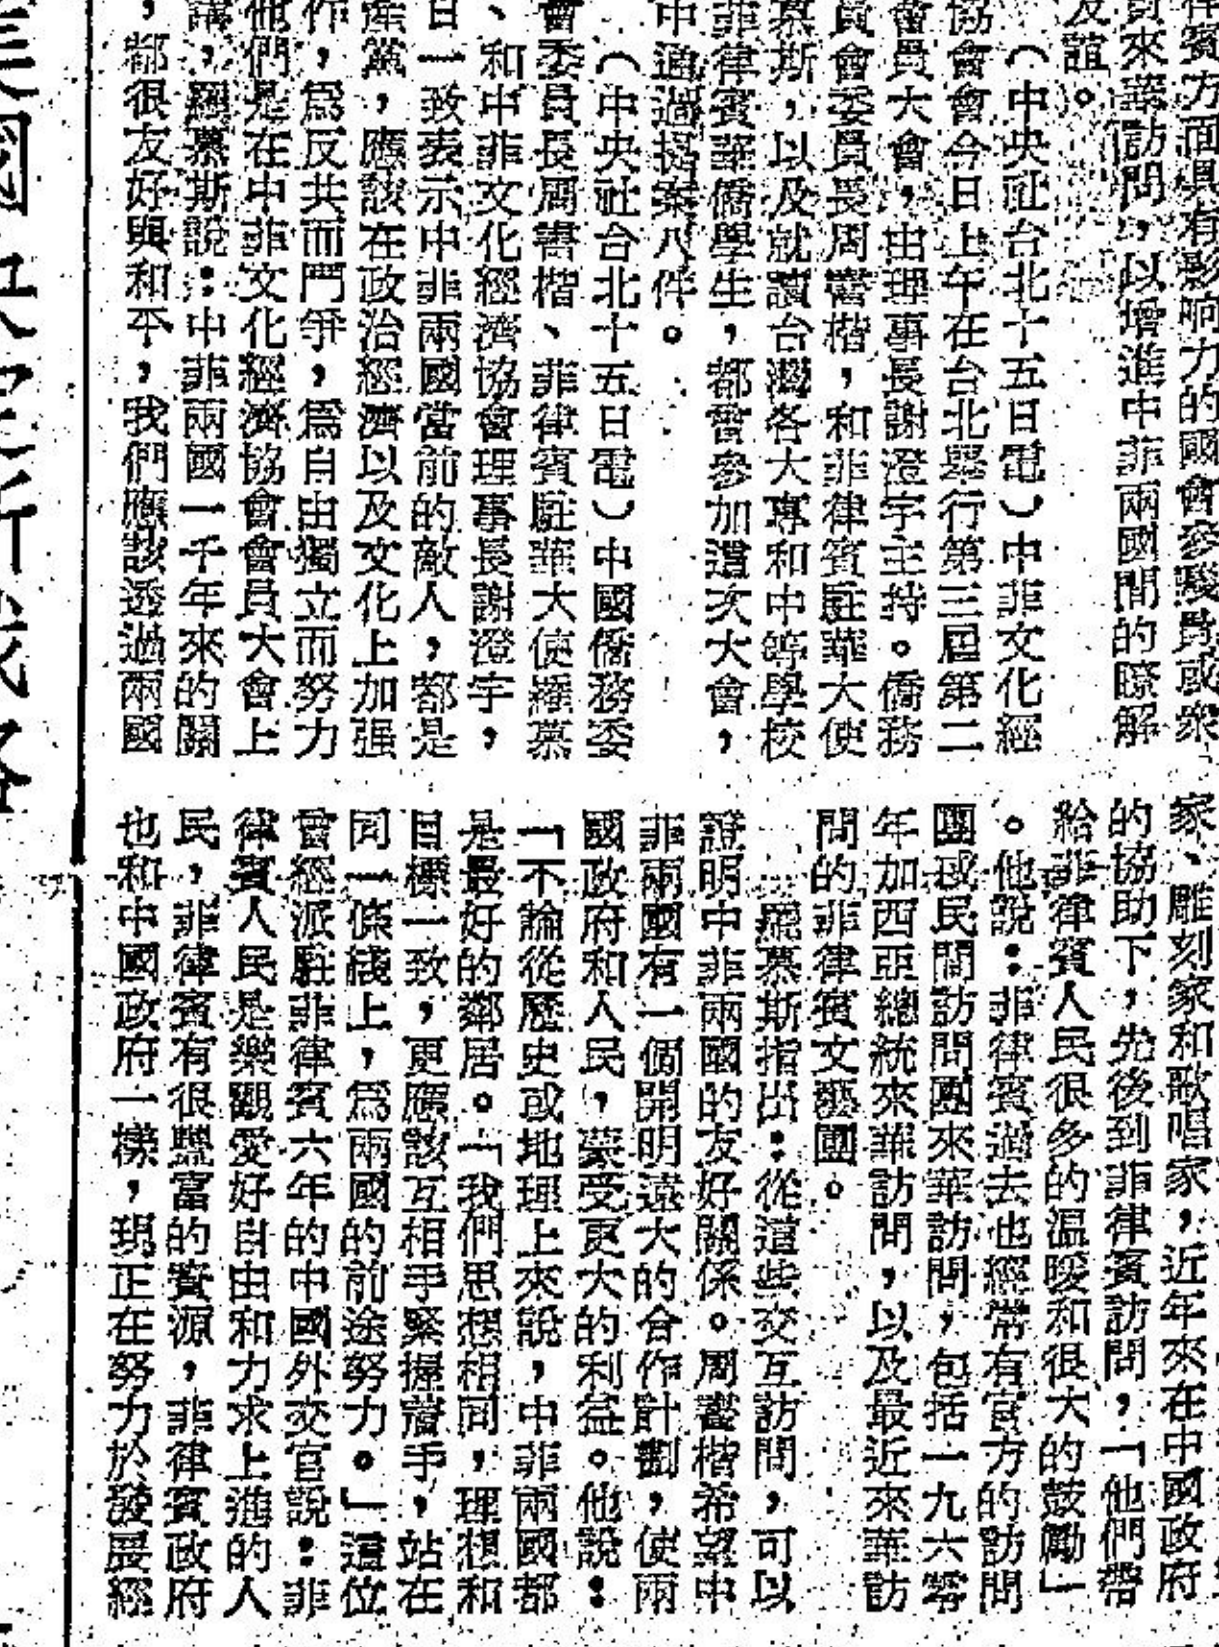 律賓方面具有影响力的國會參議員或衆
員來華訪問,以增進中菲兩國間的瞭解
友誼。
(中央社台北十五日電)中菲文化經
協會會今日上午在台北舉行第三屆第二
會員大會,由理事長謝澄宇主持。僑務
員會委員長周書楷,和菲律賓駐華大使
慕斯,以及就讀台灣各大專和中等學校
菲律賓華僑學生,都曾參加這次大會,
中通過提案八件。
(中央社台北十五日電)中國僑務委
會委員長周書楷、菲律賓駐華大使羅慕
、和中菲文化經濟協會理事長謝澄宇,
日一致表示中菲兩國當前的敵人,都是
產黨,應該在政治經濟以及文化上加强
作,爲反共而鬥爭,爲自由獨立而努力
他們是在中菲文化經濟協會會員大會上
講,羅慕斯說:中菲兩國一千年來的關
,都很友好與和平,我們應該透過兩國
家、雕刻家和歌唱家,近年來在中國政府
的協助下,先後到菲律賓訪問,「他們帶
給菲律賓人民很多的温暖和很大的鼓勵」
。他說:菲律賓過去也經常有官方的訪問
團或民間訪問團來華訪問,包括一九六零
年加西亞總統來華訪問,以及最近來華訪
問的菲律賓文藝團。
羅慕斯指出:從這些交互訪問,可以
證明中菲兩國的友好關係。周書楷希望中
菲兩國有一個開明遠大的合作計劃,使兩
國政府和人民,蒙受更大的利益。他說:
「不論從歷史或地理上來說,中菲兩國都
是最好的鄰居。「我們思想相同,理想和
目標一致,更應該互相手緊握着手,站在
同一條綫上,爲兩國的前途努力。」這位
曾經派駐菲律賓六年的中國外交官說:菲
律賓人民是樂觀愛好自由和力求上進的人
民,菲律賓有很豐富的資源,菲律賓政府
也和中國政府一樣,現正在努力於發展經